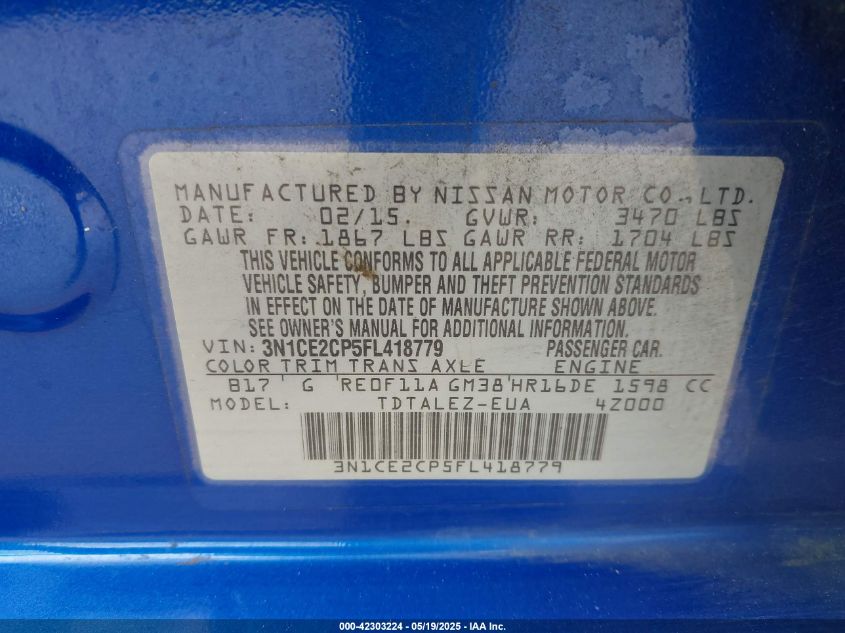 MANUFACTURED BY NISSAN MOTOR CO., LTD.
DATE: 02/15. GVWR: 3470 LBS
GAWR FR: 1867 LBS GAWR RR: 1704 LBS
THIS VEHICLE CONFORMS TO ALL APPLICABLE FEDERAL MOTOR
VEHICLE SAFETY, BUMPER AND THEFT PREVENTION STANDARDS
IN EFFECT ON THE DATE OF MANUFACTURE SHOWN ABOVE.
SEE OWNER'S MANUAL FOR ADDITIONAL INFORMATION.
VIN: 3N1CE2CP5FL418779 PASSENGER CAR.
COLOR TRIM TRANS AXLE ENGINE
B17 G RE0F11A GM38 HR16DE 1598 CC
MODEL: TDTALEZ-EUA 4Z000
3N1CE2CP5FL418779
000-42303224 - 05/19/2025 - IAA Inc.